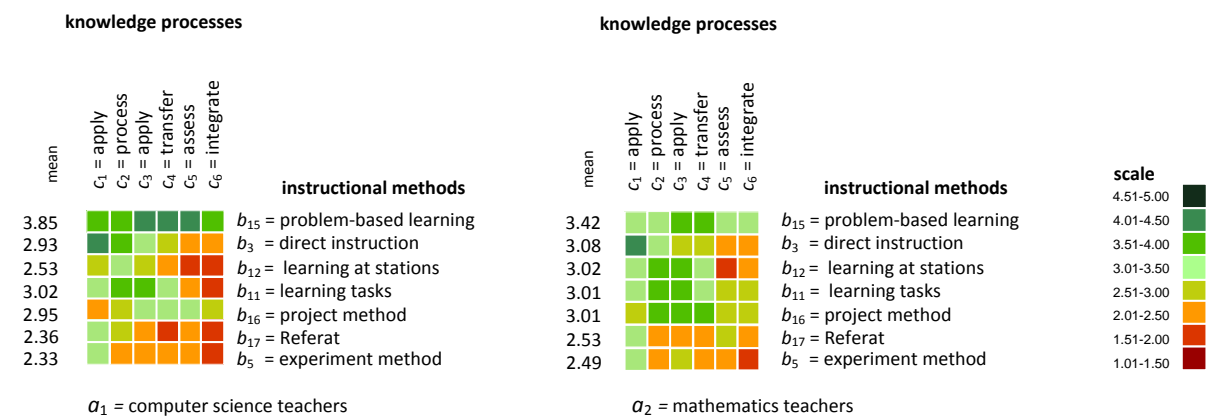 knowledge processes
mean
c1 = apply
c2 = process
c3 = apply
c4 = transfer
c5 = assess
c6 = integrate
instructional methods
3.85 b15 = problem-based learning
2.93 b3 = direct instruction
2.53 b12 = learning at stations
3.02 b11 = learning tasks
2.95 b16 = project method
2.36 b17 = Referat
2.33 b5 = experiment method
a1 = computer science teachers
knowledge processes
mean
c1 = apply
c2 = process
c3 = apply
c4 = transfer
c5 = assess
c6 = integrate
instructional methods
3.42 b15 = problem-based learning
3.08 b3 = direct instruction
3.02 b12 = learning at stations
3.01 b11 = learning tasks
3.01 b16 = project method
2.53 b17 = Referat
2.49 b5 = experiment method
a2 = mathematics teachers
scale
4.51-5.00
4.01-4.50
3.51-4.00
3.01-3.50
2.51-3.00
2.01-2.50
1.51-2.00
1.01-1.50